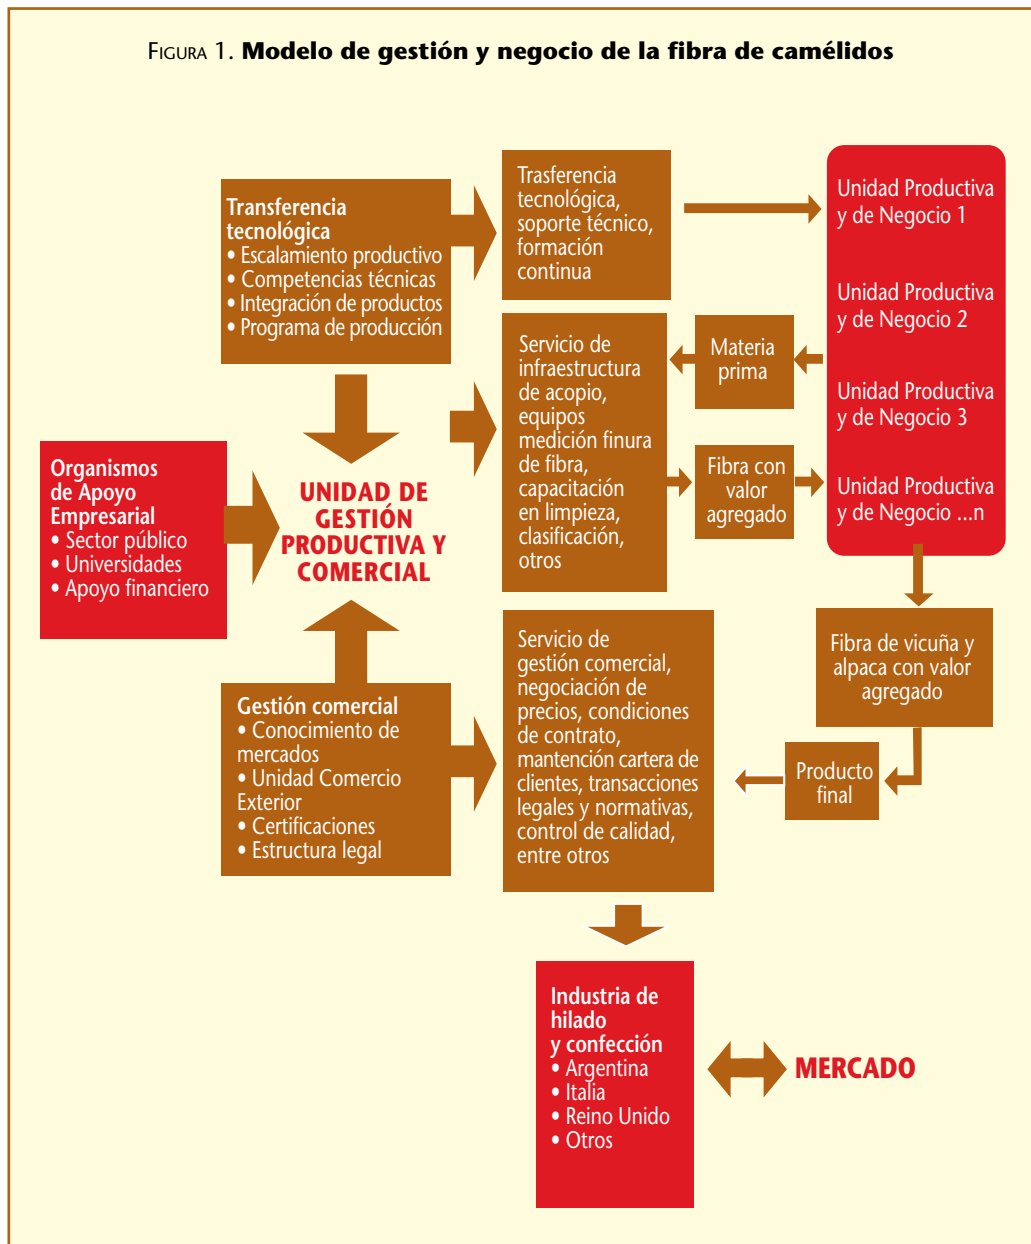 FIGURA 1. Modelo de gestión y negocio de la fibra de camélidos
Transferencia
tecnológica
• Escalamiento productivo
• Competencias técnicas
• Integración de productos
• Programa de producción
Trasferencia
tecnológica,
soporte técnico,
formación
continua
Unidad Productiva
y de Negocio 1
Unidad Productiva
y de Negocio 2
Unidad Productiva
y de Negocio 3
Unidad Productiva
y de Negocio ...n
Servicio de
infraestructura
de acopio,
equipos
medición finura
de fibra,
capacitación
en limpieza,
clasificación,
otros
Materia
prima
Fibra con
valor
agregado
Organismos
de Apoyo
Empresarial
• Sector público
• Universidades
• Apoyo financiero
UNIDAD DE
GESTIÓN
PRODUCTIVA Y
COMERCIAL
Gestión comercial
• Conocimiento de
mercados
• Unidad Comercio
Exterior
• Certificaciones
• Estructura legal
Servicio de
gestión comercial,
negociación de
precios, condiciones
de contrato,
mantención cartera de
clientes, transacciones
legales y normativas,
control de calidad,
entre otros
Fibra de vicuña y
alpaca con valor
agregado
Producto
final
Industria de
hilado
y confección
• Argentina
• Italia
• Reino Unido
• Otros
MERCADO